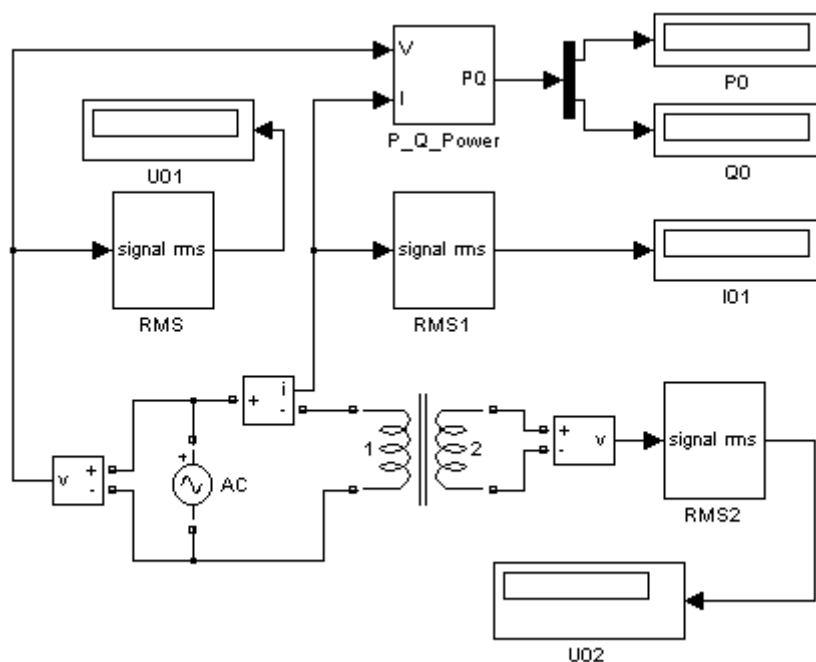 V
I
PQ
P_Q_Power
P0
Q0
U01
signal rms
RMS
signal rms
RMS1
I01
+
i
-
v
+
-
+
AC
1
2
+
-
v
signal rms
RMS2
U02